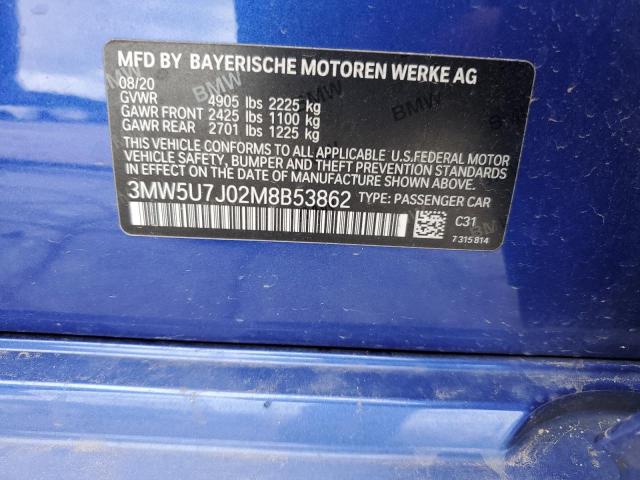 MFD BY BAYERISCHE MOTOREN WERKE AG
08/20
GVWR 4905 lbs 2225 kg
GAWR FRONT 2425 lbs 1100 kg
GAWR REAR 2701 lbs 1225 kg
THIS VEHICLE CONFORMS TO ALL APPLICABLE U.S.FEDERAL MOTOR
VEHICLE SAFETY, BUMPER AND THEFT PREVENTION STANDARDS
IN EFFECT ON THE DATE OF MANUFACTURE SHOWN ABOVE.
3MW5U7J02M8B53862 TYPE: PASSENGER CAR
C31
7 315 814